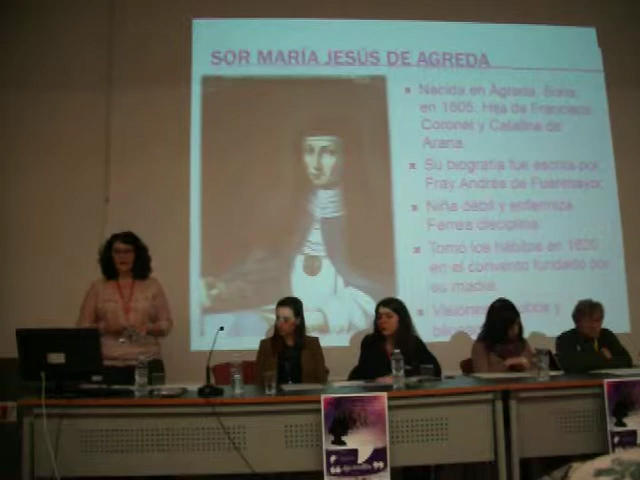 SOR MARÍA JESÚS DE AGREDA
Nacida en Agreda, Soria,
en 1605. Hija de Francisco
Coronel y Catalina de
Arana.
Su biografía fue escrita por
Fray Andrés de Fuenmayor.
Niña débil y enfermiza.
Férrea disciplina.
Tomó los hábitos en 1620
en el convento fundado por
su madre.
Visiones y